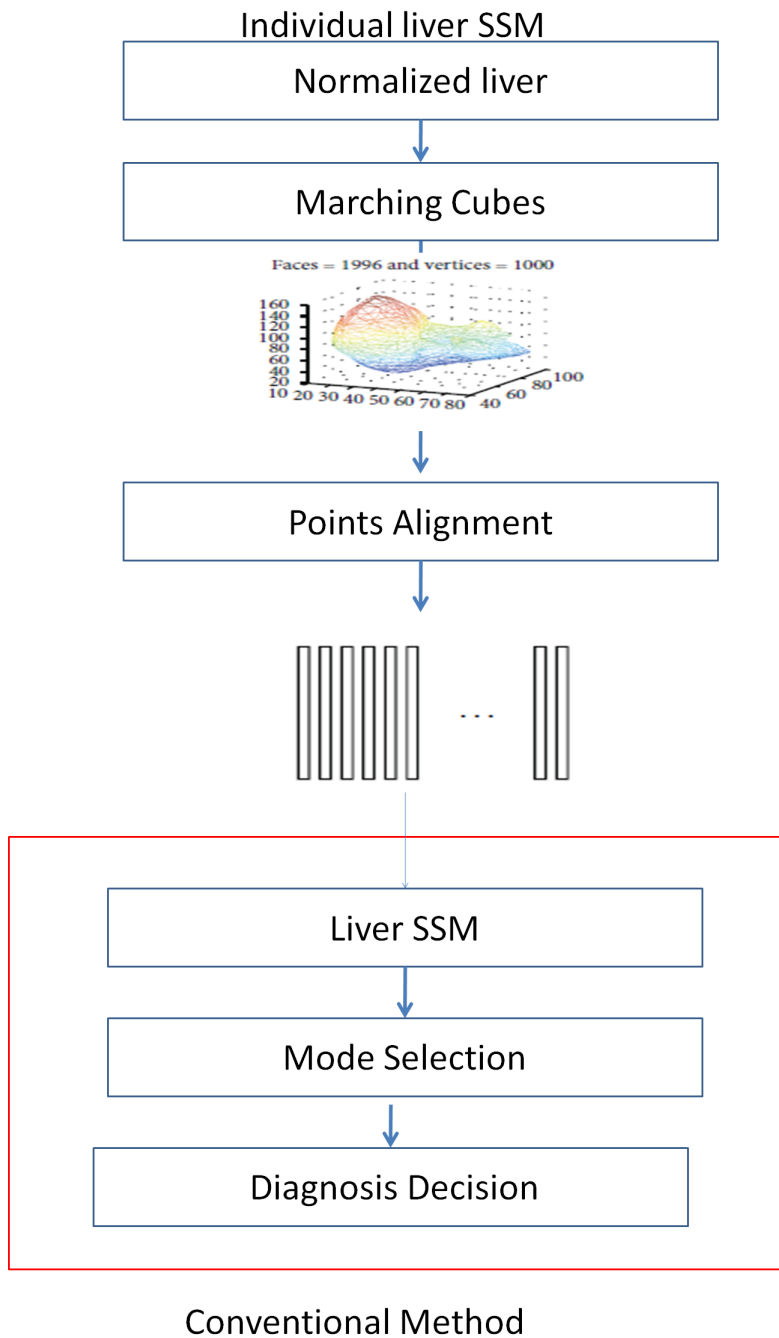 Individual liver SSM
Normalized liver
Marching Cubes
Faces = 1996 and vertices = 1000
160
140
120
100
80
60
40
20
10 20 30 40 50 60 70 80 40 60 80 100
Points Alignment
...
Liver SSM
Mode Selection
Diagnosis Decision
Conventional Method